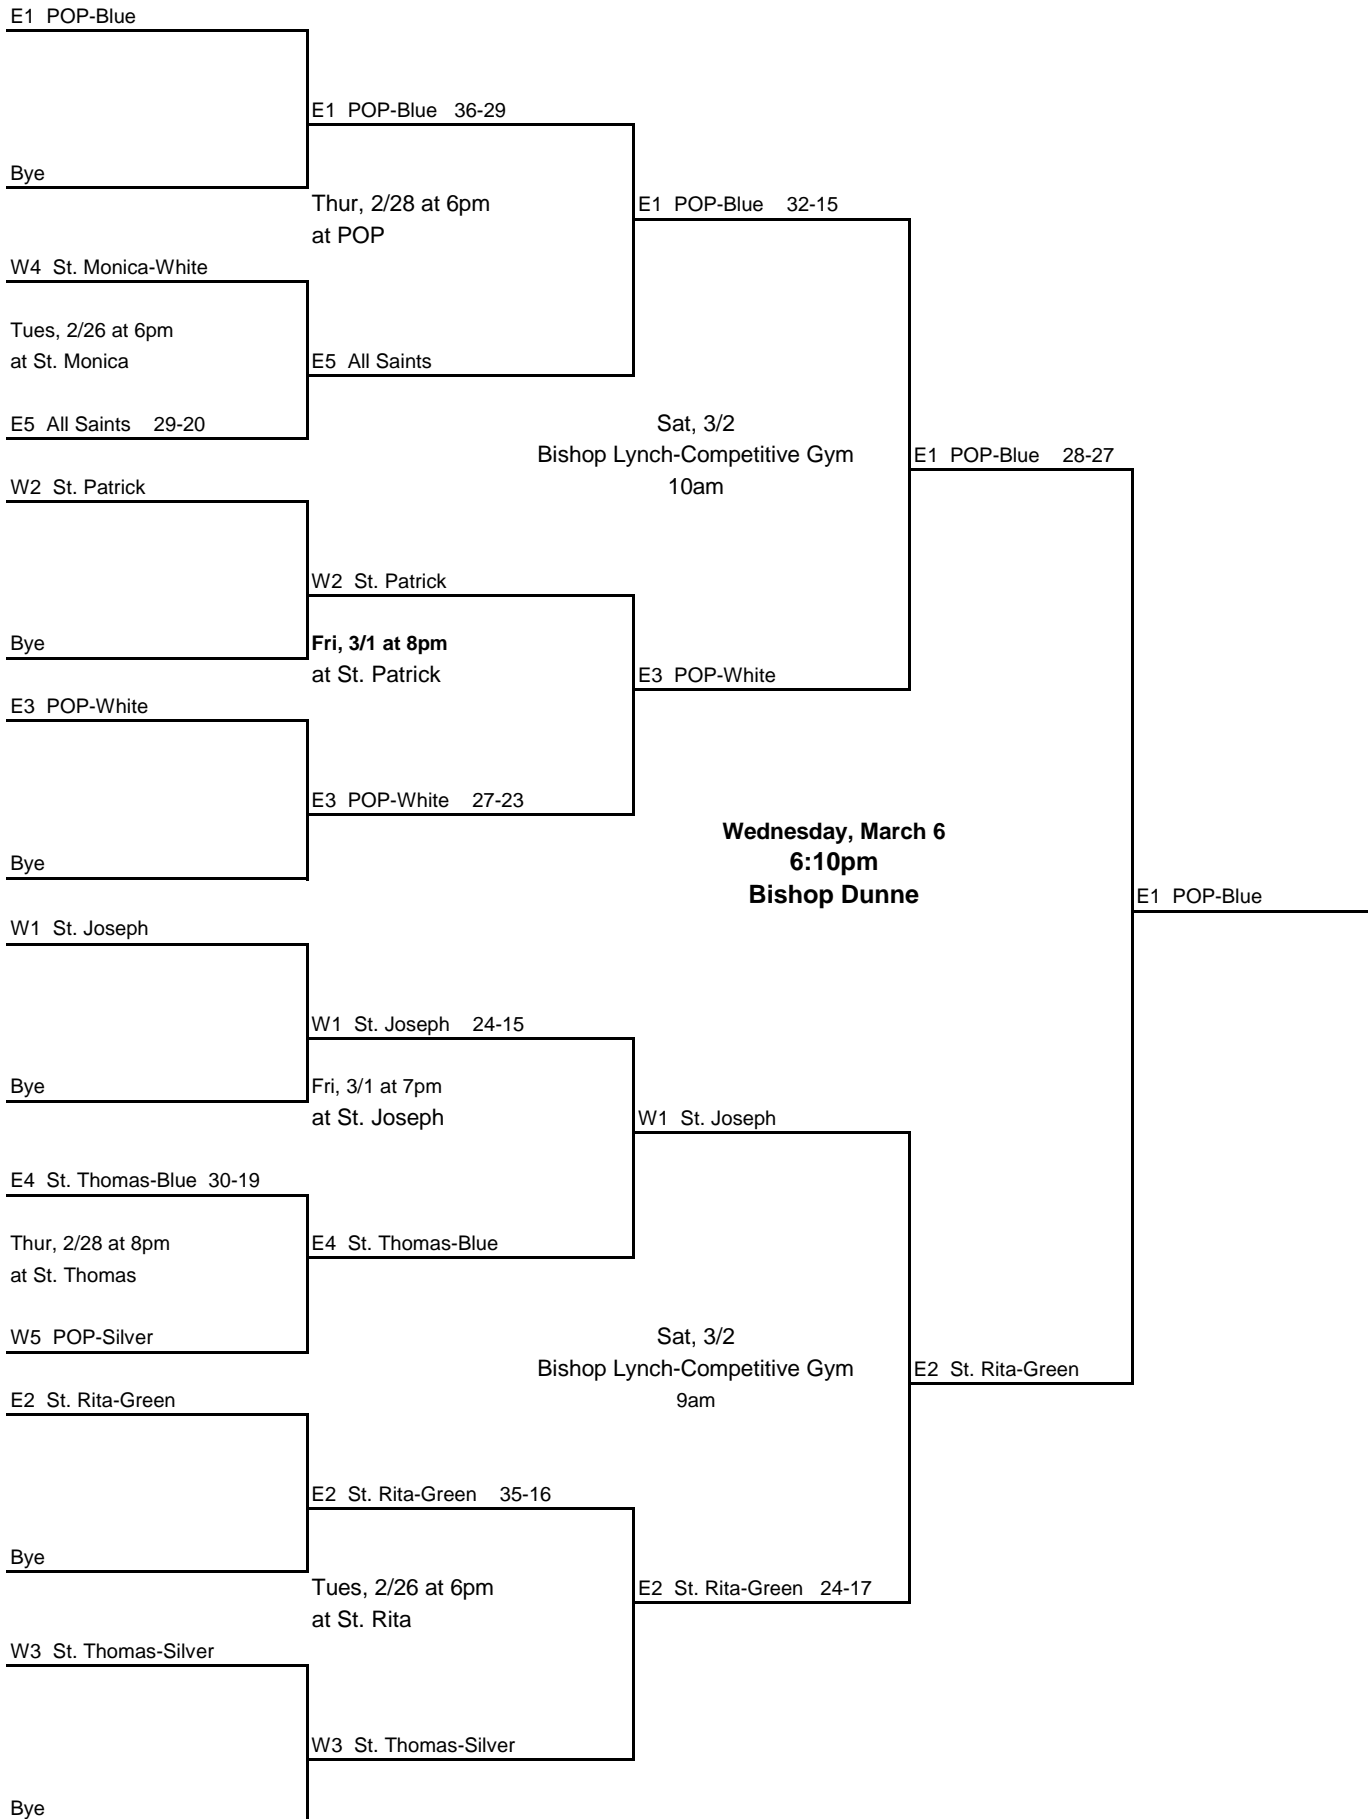 E1  POP-Blue
E1  POP-Blue   36-29
Bye
Thur, 2/28 at 6pm
at POP
E1  POP-Blue    32-15
W4  St. Monica-White
Tues, 2/26 at 6pm
at St. Monica
E5  All Saints
E5  All Saints    29-20
Sat, 3/2
Bishop Lynch-Competitive Gym
10am
E1  POP-Blue    28-27
W2  St. Patrick
W2  St. Patrick
Bye
Fri, 3/1 at 8pm
at St. Patrick
E3  POP-White
E3  POP-White
E3  POP-White    27-23
Bye
Wednesday, March 6
6:10pm
Bishop Dunne
E1  POP-Blue
W1  St. Joseph
W1  St. Joseph    24-15
Bye
Fri, 3/1 at 7pm
at St. Joseph
W1  St. Joseph
E4  St. Thomas-Blue  30-19
Thur, 2/28 at 8pm
at St. Thomas
E4  St. Thomas-Blue
W5  POP-Silver
Sat, 3/2
Bishop Lynch-Competitive Gym
9am
E2  St. Rita-Green
E2  St. Rita-Green
E2  St. Rita-Green    35-16
Bye
Tues, 2/26 at 6pm
at St. Rita
E2  St. Rita-Green   24-17
W3  St. Thomas-Silver
W3  St. Thomas-Silver
Bye